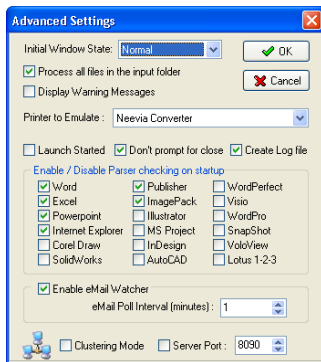 Advanced Settings
Initial Window State: Normal
OK
Process all files in the input folder
Cancel
Display Warning Messages
Printer to Emulate : Neevia Converter
Launch Started Don't prompt for close Create Log file
Enable / Disable Parser checking on startup
Word Publisher WordPerfect
Excel ImagePack Visio
Powerpoint Illustrator WordPro
Internet Explorer MS Project SnapShot
Corel Draw InDesign VoloView
SolidWorks AutoCAD Lotus 1-2-3
Enable eMail Watcher
eMail Poll Interval (minutes) : 1
Clustering Mode Server Port : 8090